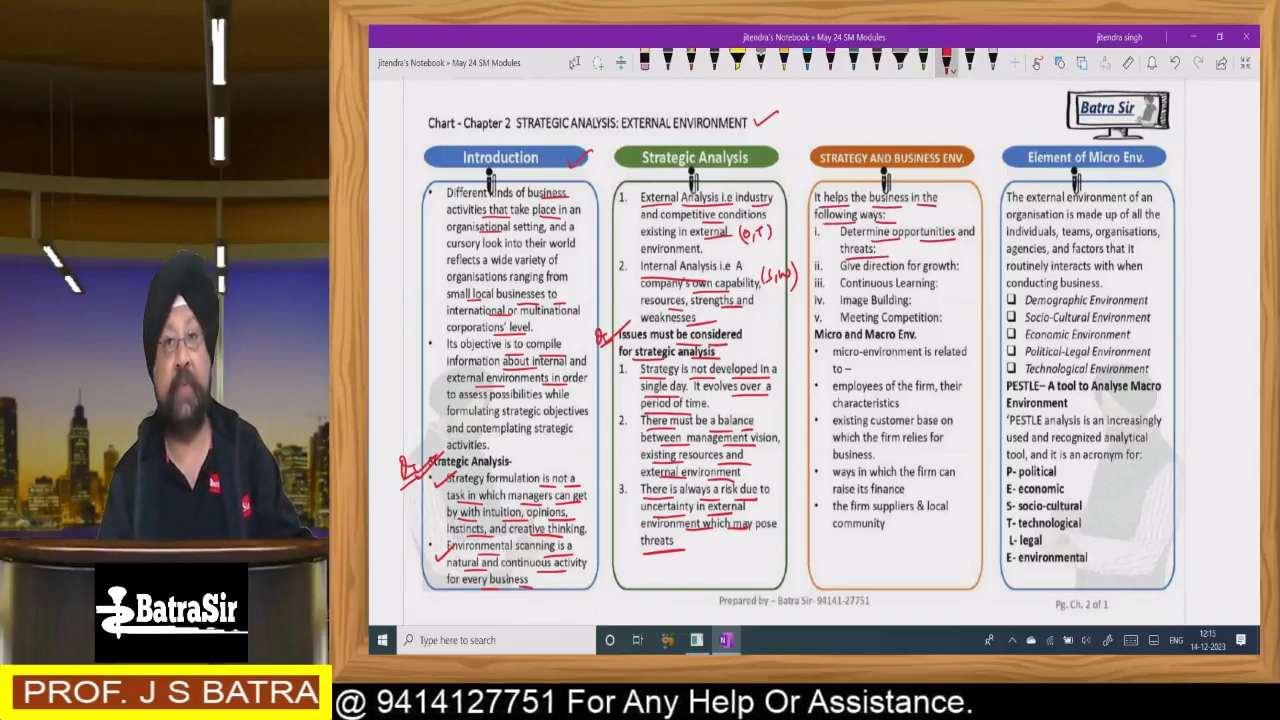 jitendra's Notebook » May 24 SM Modules
jitendra singh
jitendra's Notebook » May 24 SM Modules
Batra Sir
Chart - Chapter 2 STRATEGIC ANALYSIS: EXTERNAL ENVIRONMENT
Introduction
Different kinds of business
activities that take place in an
organisational setting, and a
cursory look into their world
reflects a wide variety of
organisations ranging from
small local businesses to
international or multinational
corporations' level.
Its objective is to compile
information about internal and
external environments in order
to assess possibilities while
formulating strategic objectives
and contemplating strategic
activities.
Strategic Analysis-
Strategy formulation is not a
task in which managers can get
by with intuition, opinions,
instincts, and creative thinking.
Environmental scanning is a
natural and continuous activity
for every business
Strategic Analysis
1. External Analysis i.e industry
and competitive conditions
existing in external (O,T)
environment.
2. Internal Analysis i.e A
company's own capability, (S,W)
resources, strengths and
weaknesses
Issues must be considered
for strategic analysis
1. Strategy is not developed in a
single day. It evolves over a
period of time.
2. There must be a balance
between management vision,
existing resources and
external environment
3. There is always a risk due to
uncertainty in external
environment which may pose
threats
STRATEGY AND BUSINESS ENV.
It helps the business in the
following ways:
i. Determine opportunities and
threats:
ii. Give direction for growth:
iii. Continuous Learning:
iv. Image Building:
v. Meeting Competition:
Micro and Macro Env.
• micro-environment is related
to –
• employees of the firm, their
characteristics
• existing customer base on
which the firm relies for
business.
• ways in which the firm can
raise its finance
• the firm suppliers & local
community
Element of Micro Env.
The external environment of an
organisation is made up of all the
individuals, teams, organisations,
agencies, and factors that it
routinely interacts with when
conducting business.
Demographic Environment
Socio-Cultural Environment
Economic Environment
Political-Legal Environment
Technological Environment
PESTLE– A tool to Analyse Macro
Environment
'PESTLE analysis is an increasingly
used and recognized analytical
tool, and it is an acronym for:
P- political
E- economic
S- socio-cultural
T- technological
L- legal
E- environmental
Prepared by – Batra Sir- 94141-27751
Pg. Ch. 2 of 1
Type here to search
ENG
12:15
14-12-2023
BatraSir
PROF. J S BATRA
@ 9414127751 For Any Help Or Assistance.